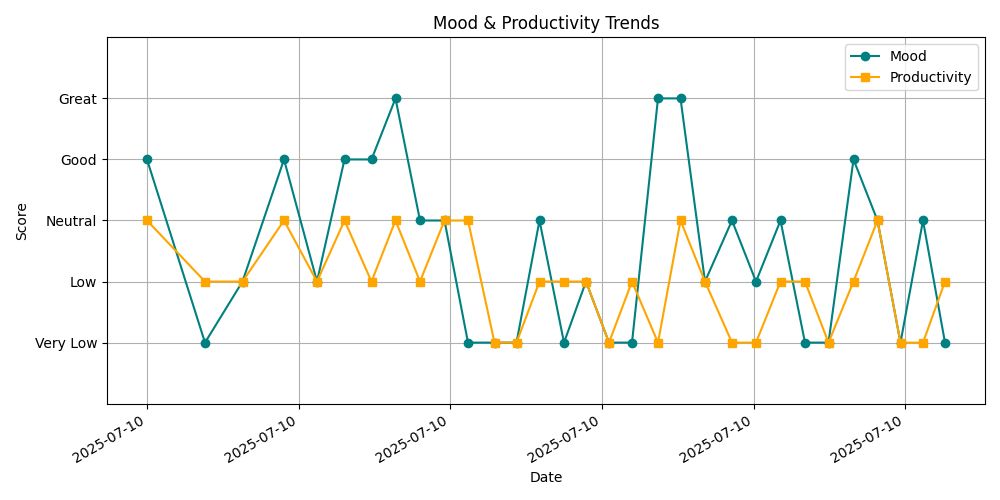 Mood & Productivity Trends
Mood
Productivity
Great
Good
Neutral
Low
Very Low
Score
2025-07-10
2025-07-10
2025-07-10
2025-07-10
2025-07-10
2025-07-10
Date